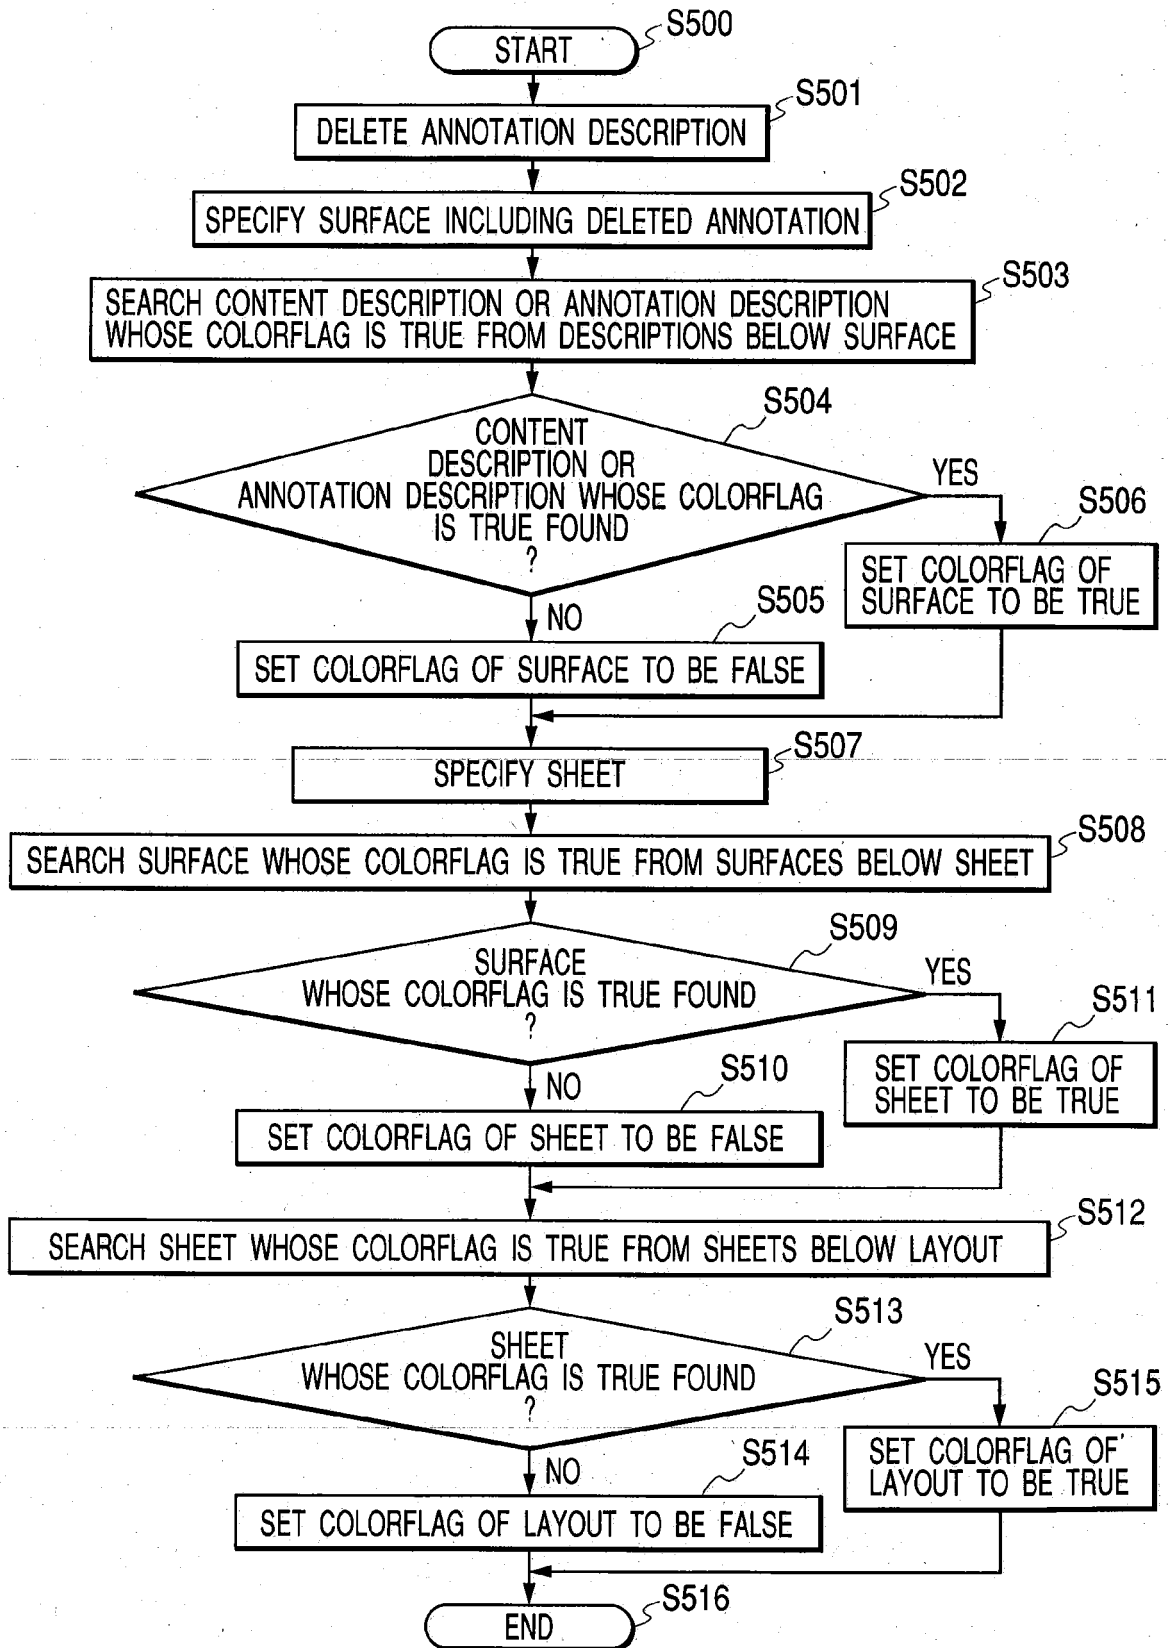 START
S500
DELETE ANNOTATION DESCRIPTION
S501
SPECIFY SURFACE INCLUDING DELETED ANNOTATION
S502
SEARCH CONTENT DESCRIPTION OR ANNOTATION DESCRIPTION
WHOSE COLORFLAG IS TRUE FROM DESCRIPTIONS BELOW SURFACE
S503
CONTENT
DESCRIPTION OR
ANNOTATION DESCRIPTION WHOSE COLORFLAG
IS TRUE FOUND
?
S504
YES
S506
SET COLORFLAG OF
SURFACE TO BE TRUE
NO
S505
SET COLORFLAG OF SURFACE TO BE FALSE
SPECIFY SHEET
S507
SEARCH SURFACE WHOSE COLORFLAG IS TRUE FROM SURFACES BELOW SHEET
S508
SURFACE
WHOSE COLORFLAG IS TRUE FOUND
?
S509
YES
S511
SET COLORFLAG OF
SHEET TO BE TRUE
NO
S510
SET COLORFLAG OF SHEET TO BE FALSE
SEARCH SHEET WHOSE COLORFLAG IS TRUE FROM SHEETS BELOW LAYOUT
S512
SHEET
WHOSE COLORFLAG IS TRUE FOUND
?
S513
YES
S515
SET COLORFLAG OF
LAYOUT TO BE TRUE
NO
S514
SET COLORFLAG OF LAYOUT TO BE FALSE
END
S516